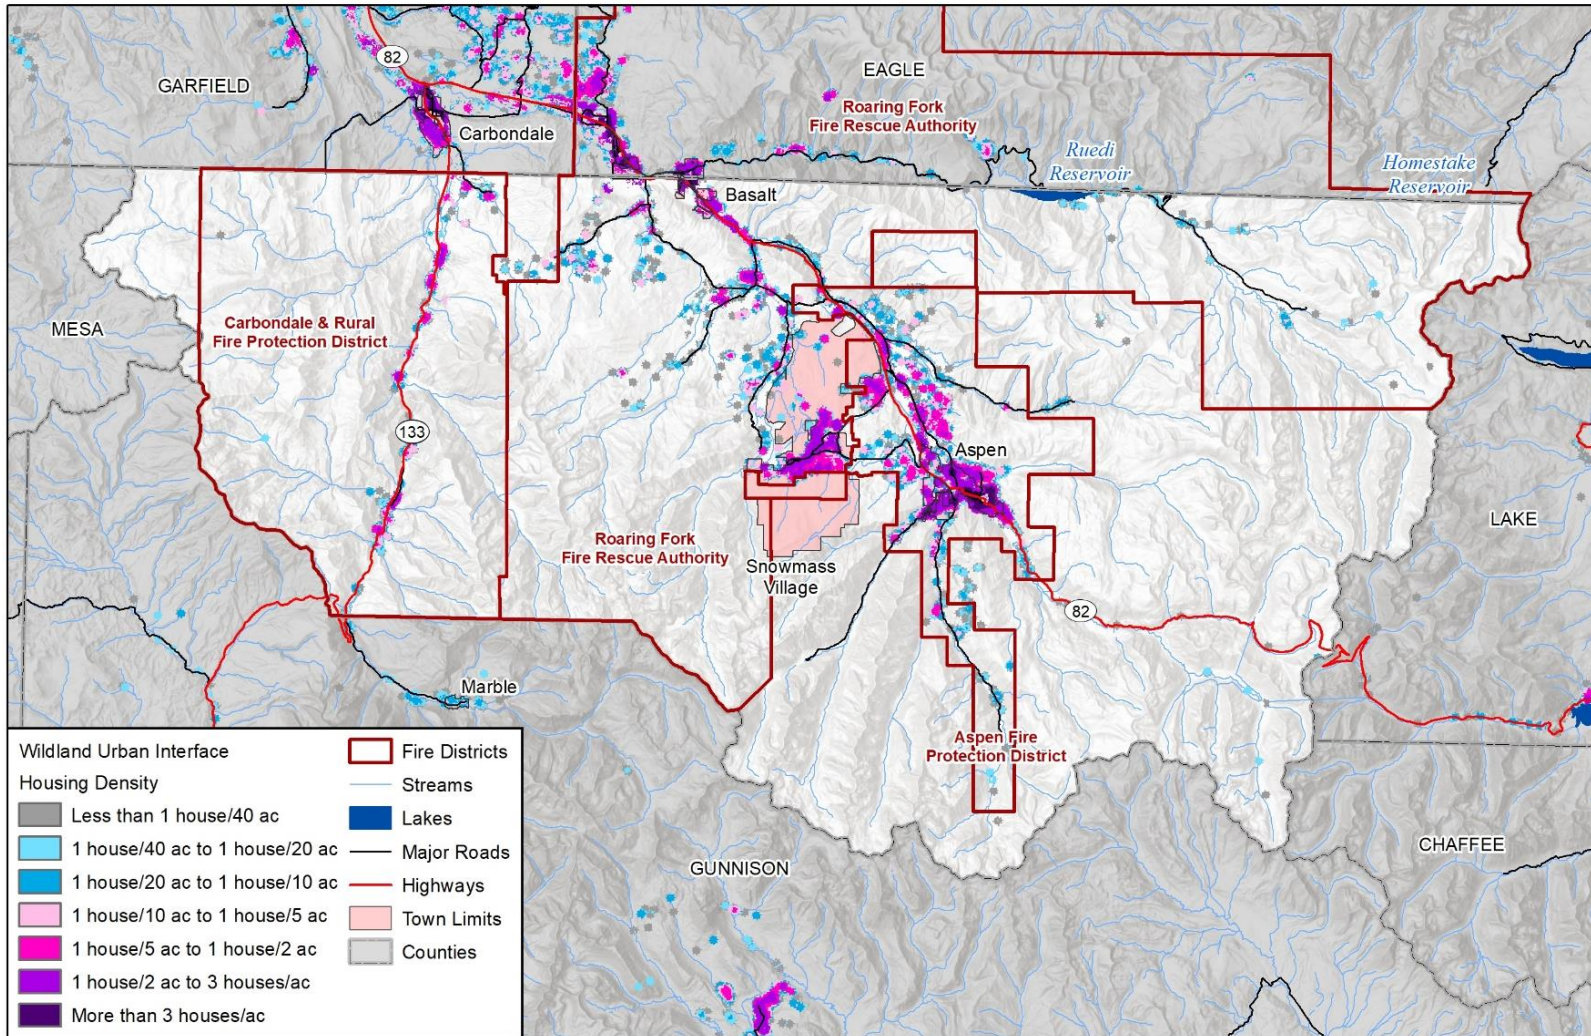 82
GARFIELD
EAGLE
Roaring Fork
Fire Rescue Authority
Carbondale
Ruedi
Reservoir
Homestake
Reservoir
Basalt
MESA
Carbondale & Rural
Fire Protection District
133
Aspen
Roaring Fork
Fire Rescue Authority
Snowmass
Village
LAKE
82
Marble
Aspen Fire
Protection District
GUNNISON
CHAFFEE
Wildland Urban Interface
Housing Density
Less than 1 house/40 ac
1 house/40 ac to 1 house/20 ac
1 house/20 ac to 1 house/10 ac
1 house/10 ac to 1 house/5 ac
1 house/5 ac to 1 house/2 ac
1 house/2 ac to 3 houses/ac
More than 3 houses/ac
Fire Districts
Streams
Lakes
Major Roads
Highways
Town Limits
Counties